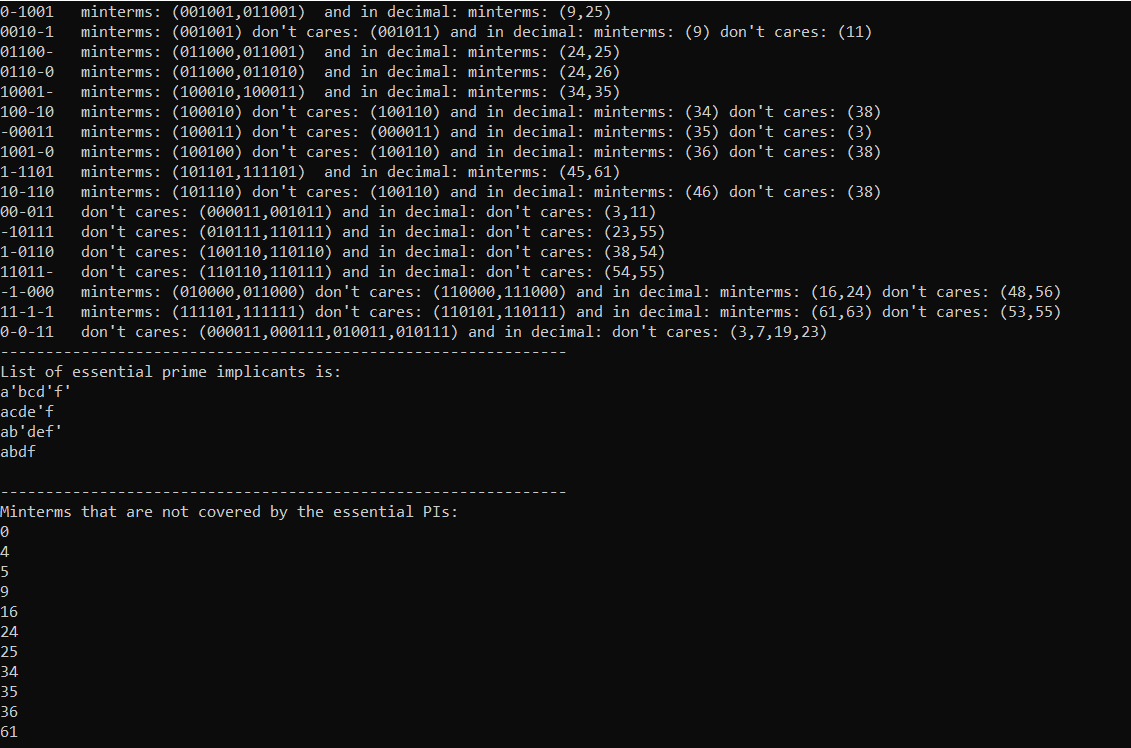 0-1001   minterms: (001001,011001)  and in decimal: minterms: (9,25)
0010-1   minterms: (001001) don't cares: (001011) and in decimal: minterms: (9) don't cares: (11)
01100-   minterms: (011000,011001)  and in decimal: minterms: (24,25)
0110-0   minterms: (011000,011010)  and in decimal: minterms: (24,26)
10001-   minterms: (100010,100011)  and in decimal: minterms: (34,35)
100-10   minterms: (100010) don't cares: (100110) and in decimal: minterms: (34) don't cares: (38)
-00011   minterms: (100011) don't cares: (000011) and in decimal: minterms: (35) don't cares: (3)
1001-0   minterms: (100100) don't cares: (100110) and in decimal: minterms: (36) don't cares: (38)
1-1101   minterms: (101101,111101)  and in decimal: minterms: (45,61)
10-110   minterms: (101110) don't cares: (100110) and in decimal: minterms: (46) don't cares: (38)
00-011   don't cares: (000011,001011) and in decimal: don't cares: (3,11)
-10111   don't cares: (010111,110111) and in decimal: don't cares: (23,55)
1-0110   don't cares: (100110,110110) and in decimal: don't cares: (38,54)
11011-   don't cares: (110110,110111) and in decimal: don't cares: (54,55)
-1-000   minterms: (010000,011000) don't cares: (110000,111000) and in decimal: minterms: (16,24) don't cares: (48,56)
11-1-1   minterms: (111101,111111) don't cares: (110101,110111) and in decimal: minterms: (61,63) don't cares: (53,55)
0-0-11   don't cares: (000011,000111,010011,010111) and in decimal: don't cares: (3,7,19,23)
---------------------------------------------------------------
List of essential prime implicants is:
a'bcd'f'
acde'f
ab'def'
abdf
---------------------------------------------------------------
Minterms that are not covered by the essential PIs:
0
4
5
9
16
24
25
34
35
36
61